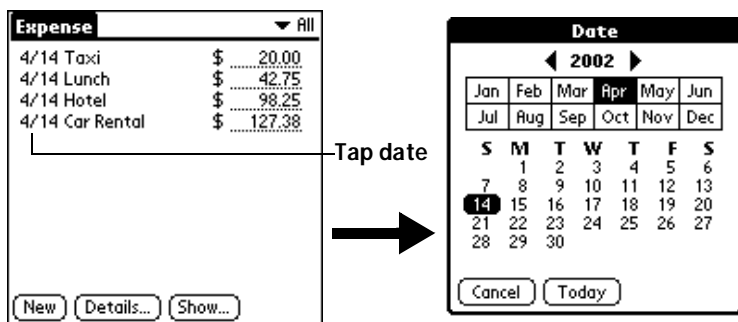 Expense
All
4/14 Taxi $ 20.00
4/14 Lunch $ 42.75
4/14 Hotel $ 98.25
4/14 Car Rental $ 127.38
New Details... Show...
Tap date
Date
2002
Jan Feb Mar Apr May Jun
Jul Aug Sep Oct Nov Dec
S M T W T F S
1 2 3 4 5 6
7 8 9 10 11 12 13
14 15 16 17 18 19 20
21 22 23 24 25 26 27
28 29 30
Cancel Today